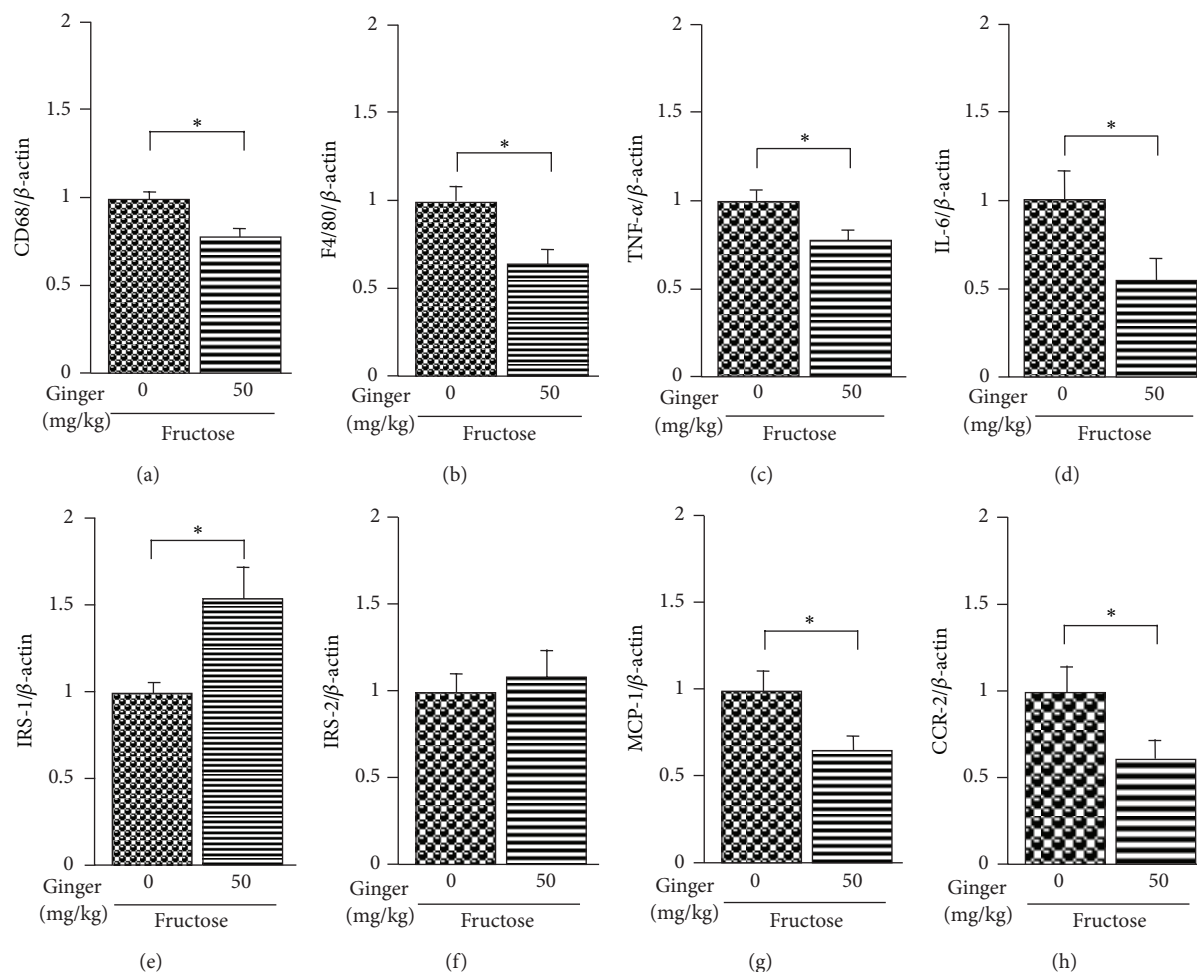 2
1.5
1
0.5
0
CD68/β-actin
*
Ginger
(mg/kg)
0
50
Fructose
(a)
2
1.5
1
0.5
0
F4/80/β-actin
*
Ginger
(mg/kg)
0
50
Fructose
(b)
2
1.5
1
0.5
0
TNF-α/β-actin
*
Ginger
(mg/kg)
0
50
Fructose
(c)
2
1.5
1
0.5
0
IL-6/β-actin
*
Ginger
(mg/kg)
0
50
Fructose
(d)
2
1.5
1
0.5
0
IRS-1/β-actin
*
Ginger
(mg/kg)
0
50
Fructose
(e)
2
1.5
1
0.5
0
IRS-2/β-actin
Ginger
(mg/kg)
0
50
Fructose
(f)
2
1.5
1
0.5
0
MCP-1/β-actin
*
Ginger
(mg/kg)
0
50
Fructose
(g)
2
1.5
1
0.5
0
CCR-2/β-actin
*
Ginger
(mg/kg)
0
50
Fructose
(h)